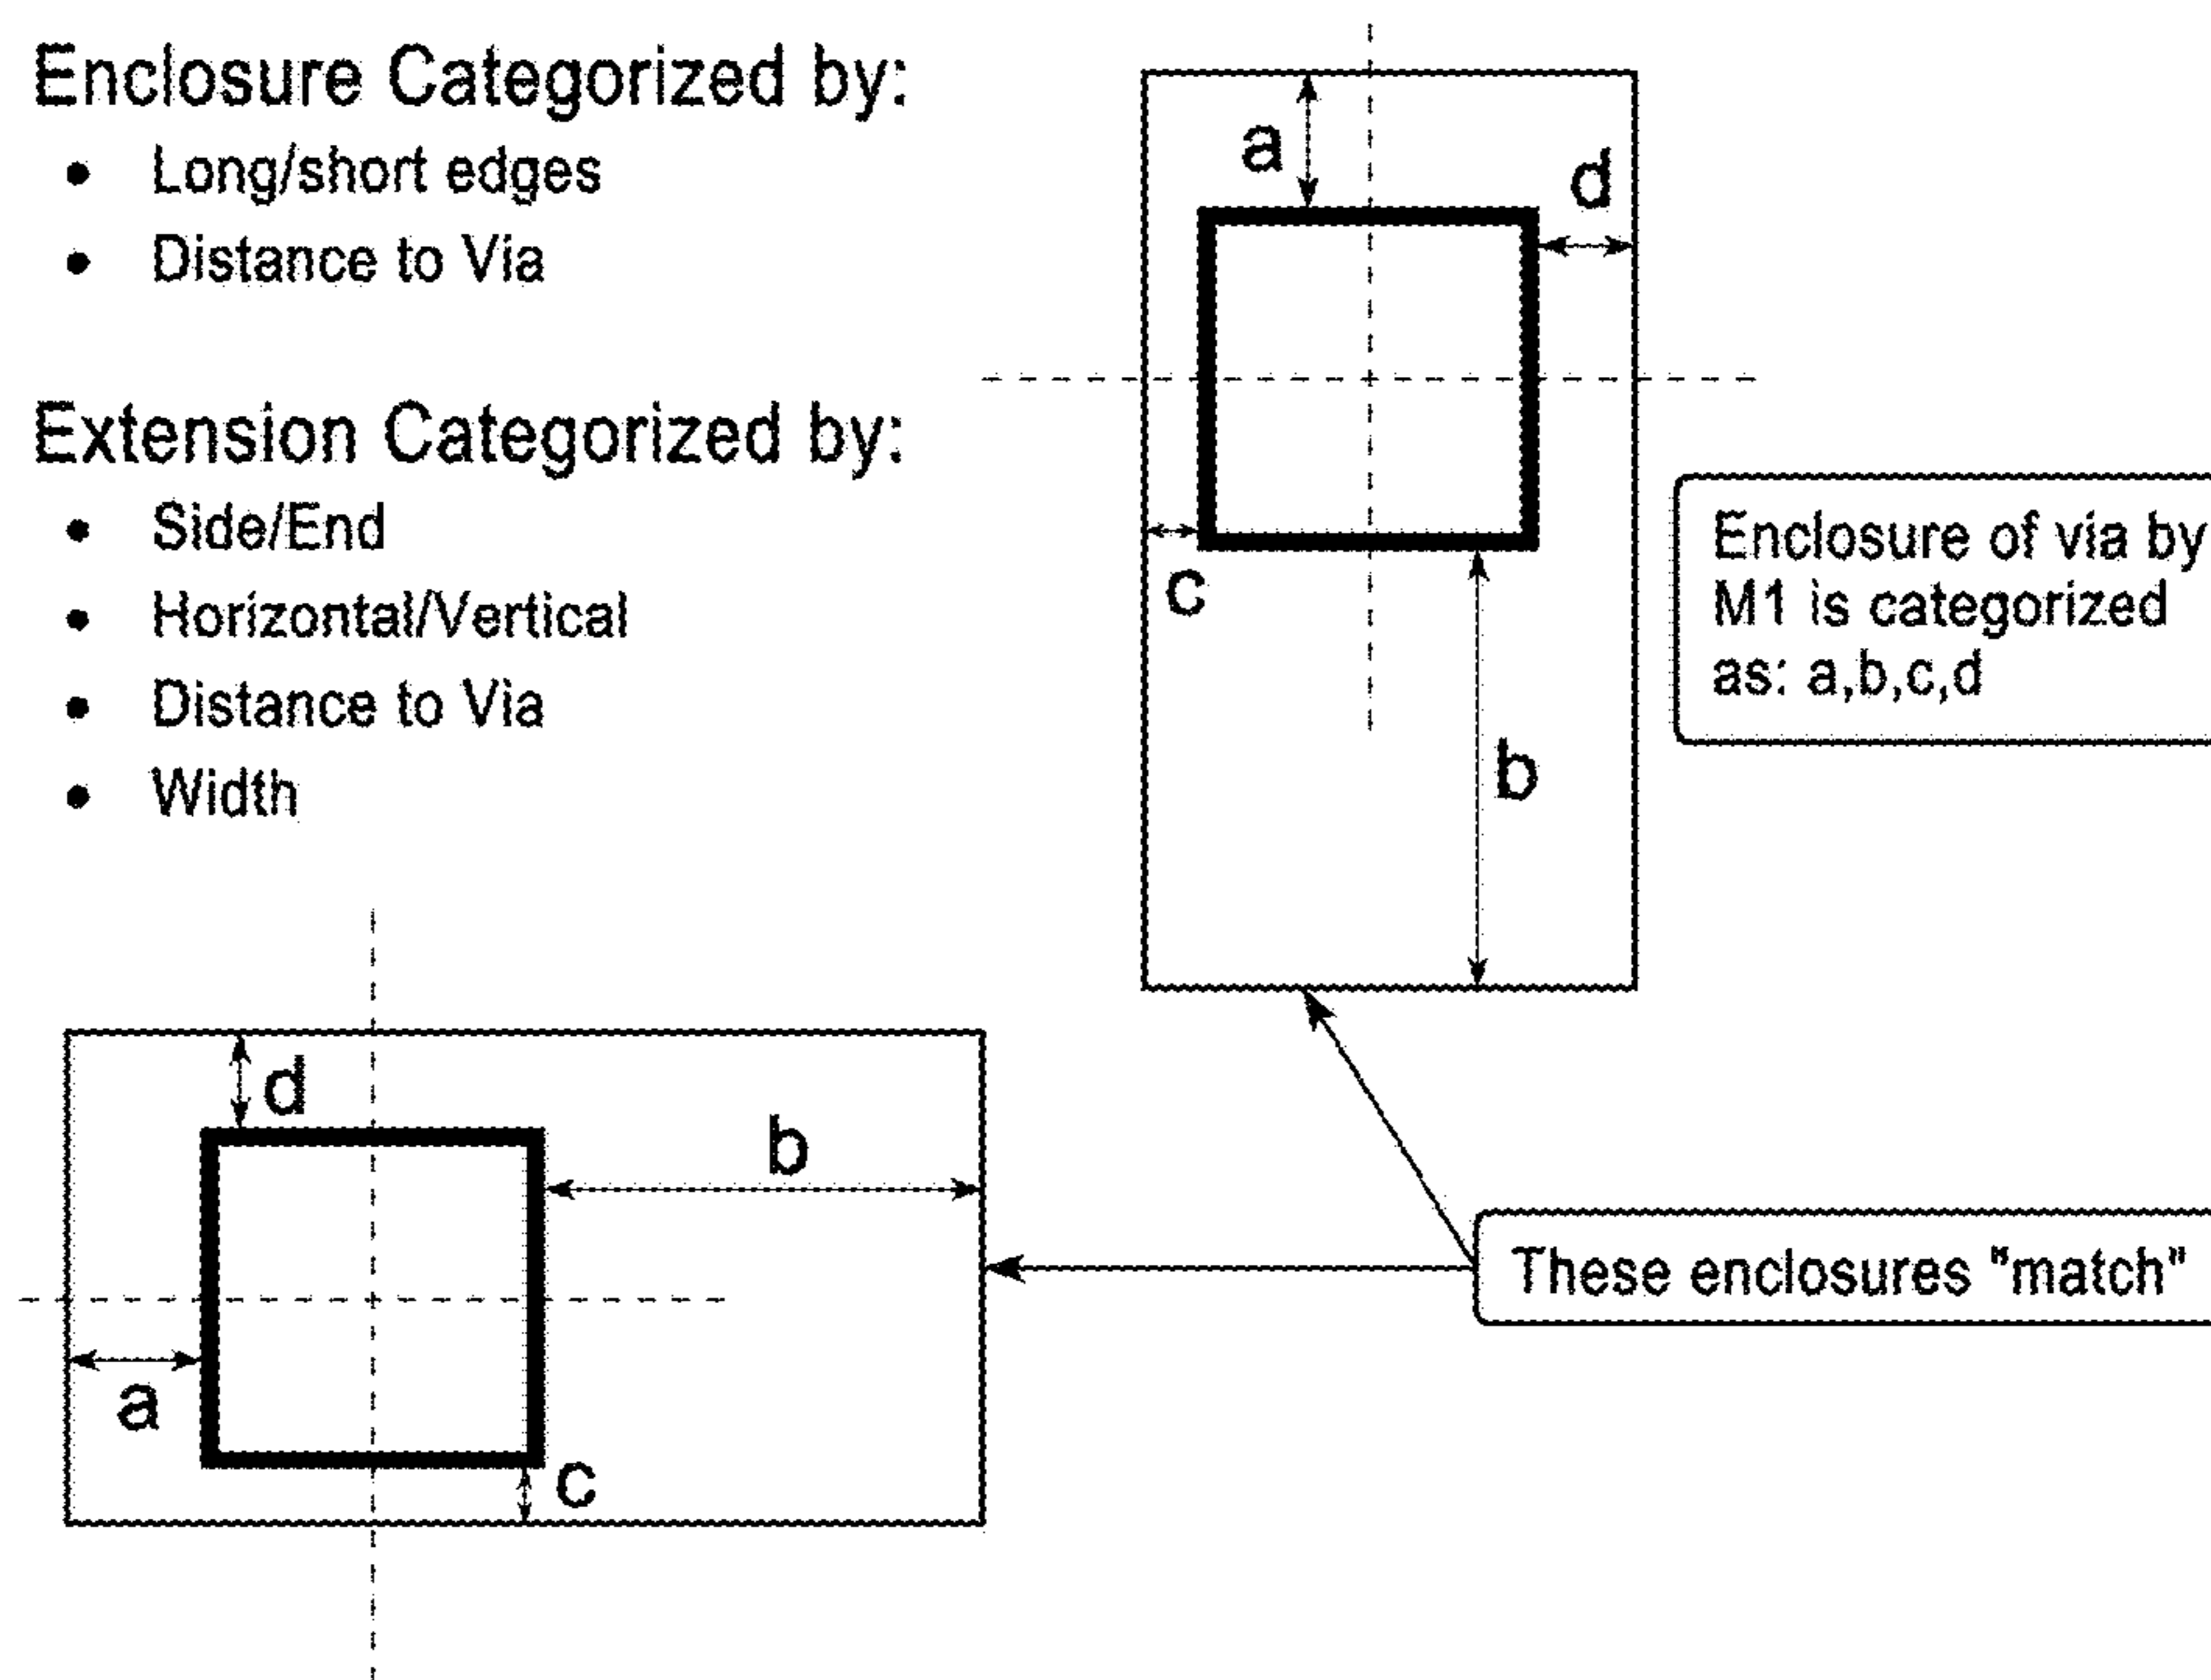 Enclosure Categorized by:
• Long/short edges
• Distance to Via
Extension Categorized by:
• Side/End
• Horizontal/Vertical
• Distance to Via
• Width
a
d
c
b
Enclosure of via by
M1 is categorized
as: a,b,c,d
d
b
a
c
These enclosures "match"